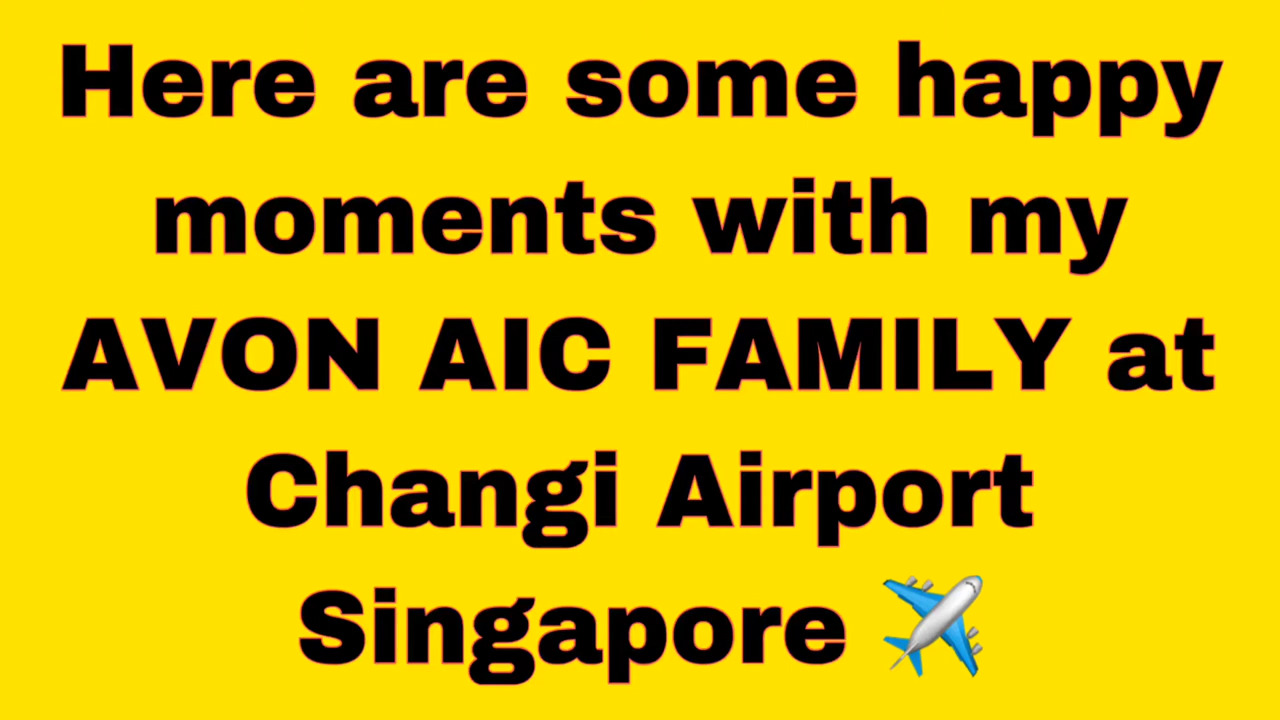 Here are some happy
moments with my
AVON AIC FAMILY at
Changi Airport
Singapore ✈️